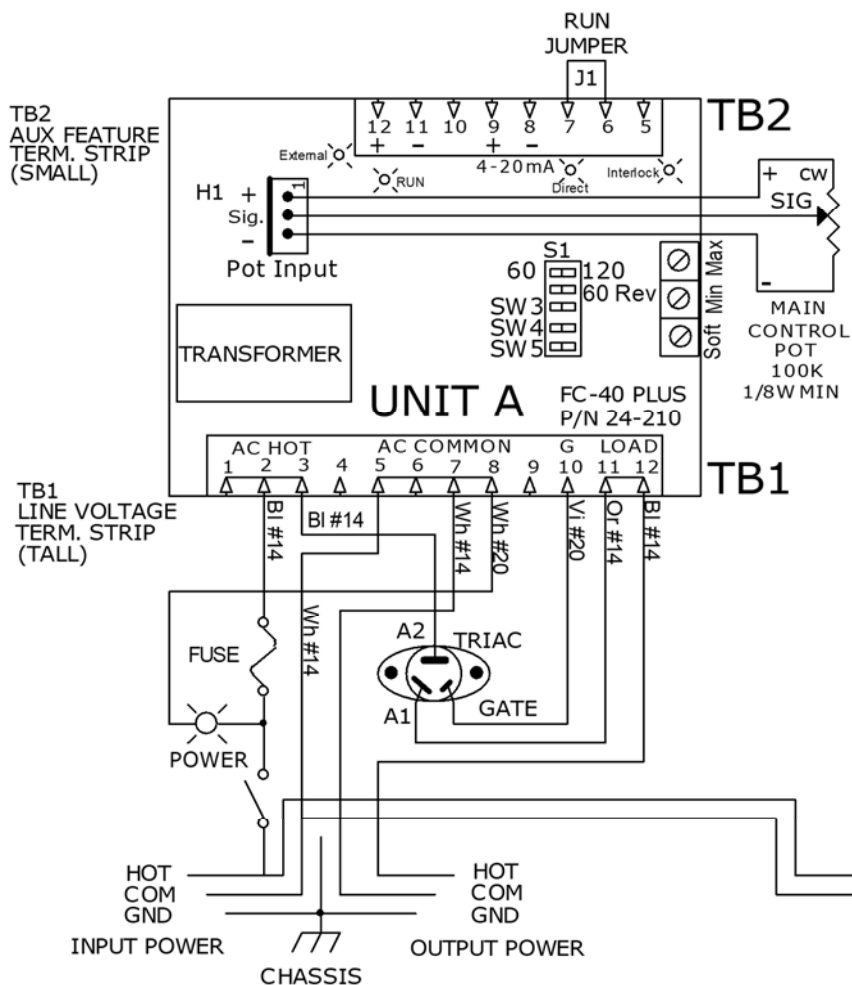 RUN
JUMPER
J1
TB2
AUX FEATURE
TERM. STRIP
(SMALL)
12 11 10 9 8 7 6 5
+ - + -
TB2
External
RUN
4-20mA
Direct
Interlock
H1
+
Sig.
-
1
Pot Input
+ CW
SIG
-
MAIN
CONTROL
POT
100K
1/8W MIN
S1
60 120
60 Rev
SW3
SW4
SW5
Soft Min Max
TRANSFORMER
UNIT A
FC-40 PLUS
P/N 24-210
AC HOT AC COMMON G LOAD
1 2 3 4 5 6 7 8 9 10 11 12
TB1
TB1
LINE VOLTAGE
TERM. STRIP
(TALL)
Bl #14
Bl #14
Wh #14
Wh #14
Wh #20
Vi #20
Or #14
Bl #14
FUSE
A2
TRIAC
A1
GATE
POWER
HOT
COM
GND
INPUT POWER
CHASSIS
HOT
COM
GND
OUTPUT POWER